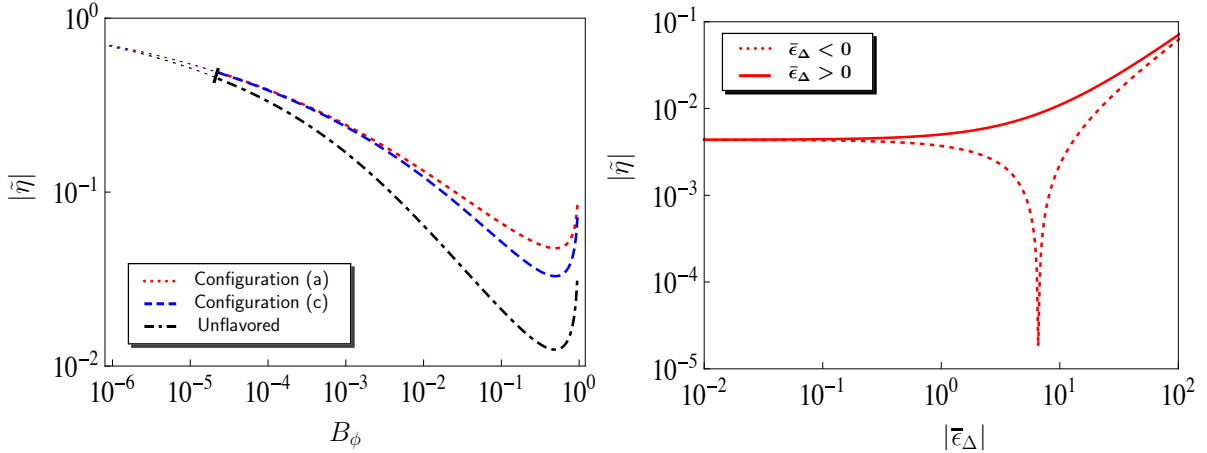 10^0
10^{-1}
10^{-2}
|η̃|
Configuration (a)
Configuration (c)
Unflavored
10^{-6} 10^{-5} 10^{-4} 10^{-3} 10^{-2} 10^{-1} 10^0
B_ϕ
10^{-1}
10^{-2}
10^{-3}
10^{-4}
10^{-5}
|η̃|
ε̄_Δ < 0
ε̄_Δ > 0
10^{-2} 10^{-1} 10^0 10^1 10^2
|ε̄_Δ|